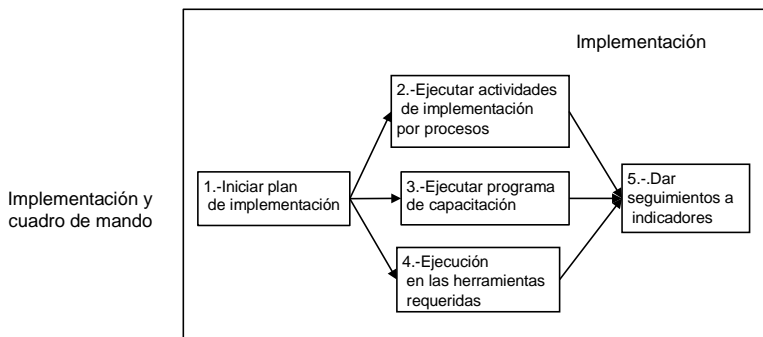 Implementación
2.-Ejecutar actividades
de implementación
por procesos
1.-Iniciar plan
de implementación
3.-Ejecutar programa
de capacitación
5.-.Dar
seguimientos a
indicadores
Implementación y
cuadro de mando
4.-Ejecución
en las herramientas
requeridas